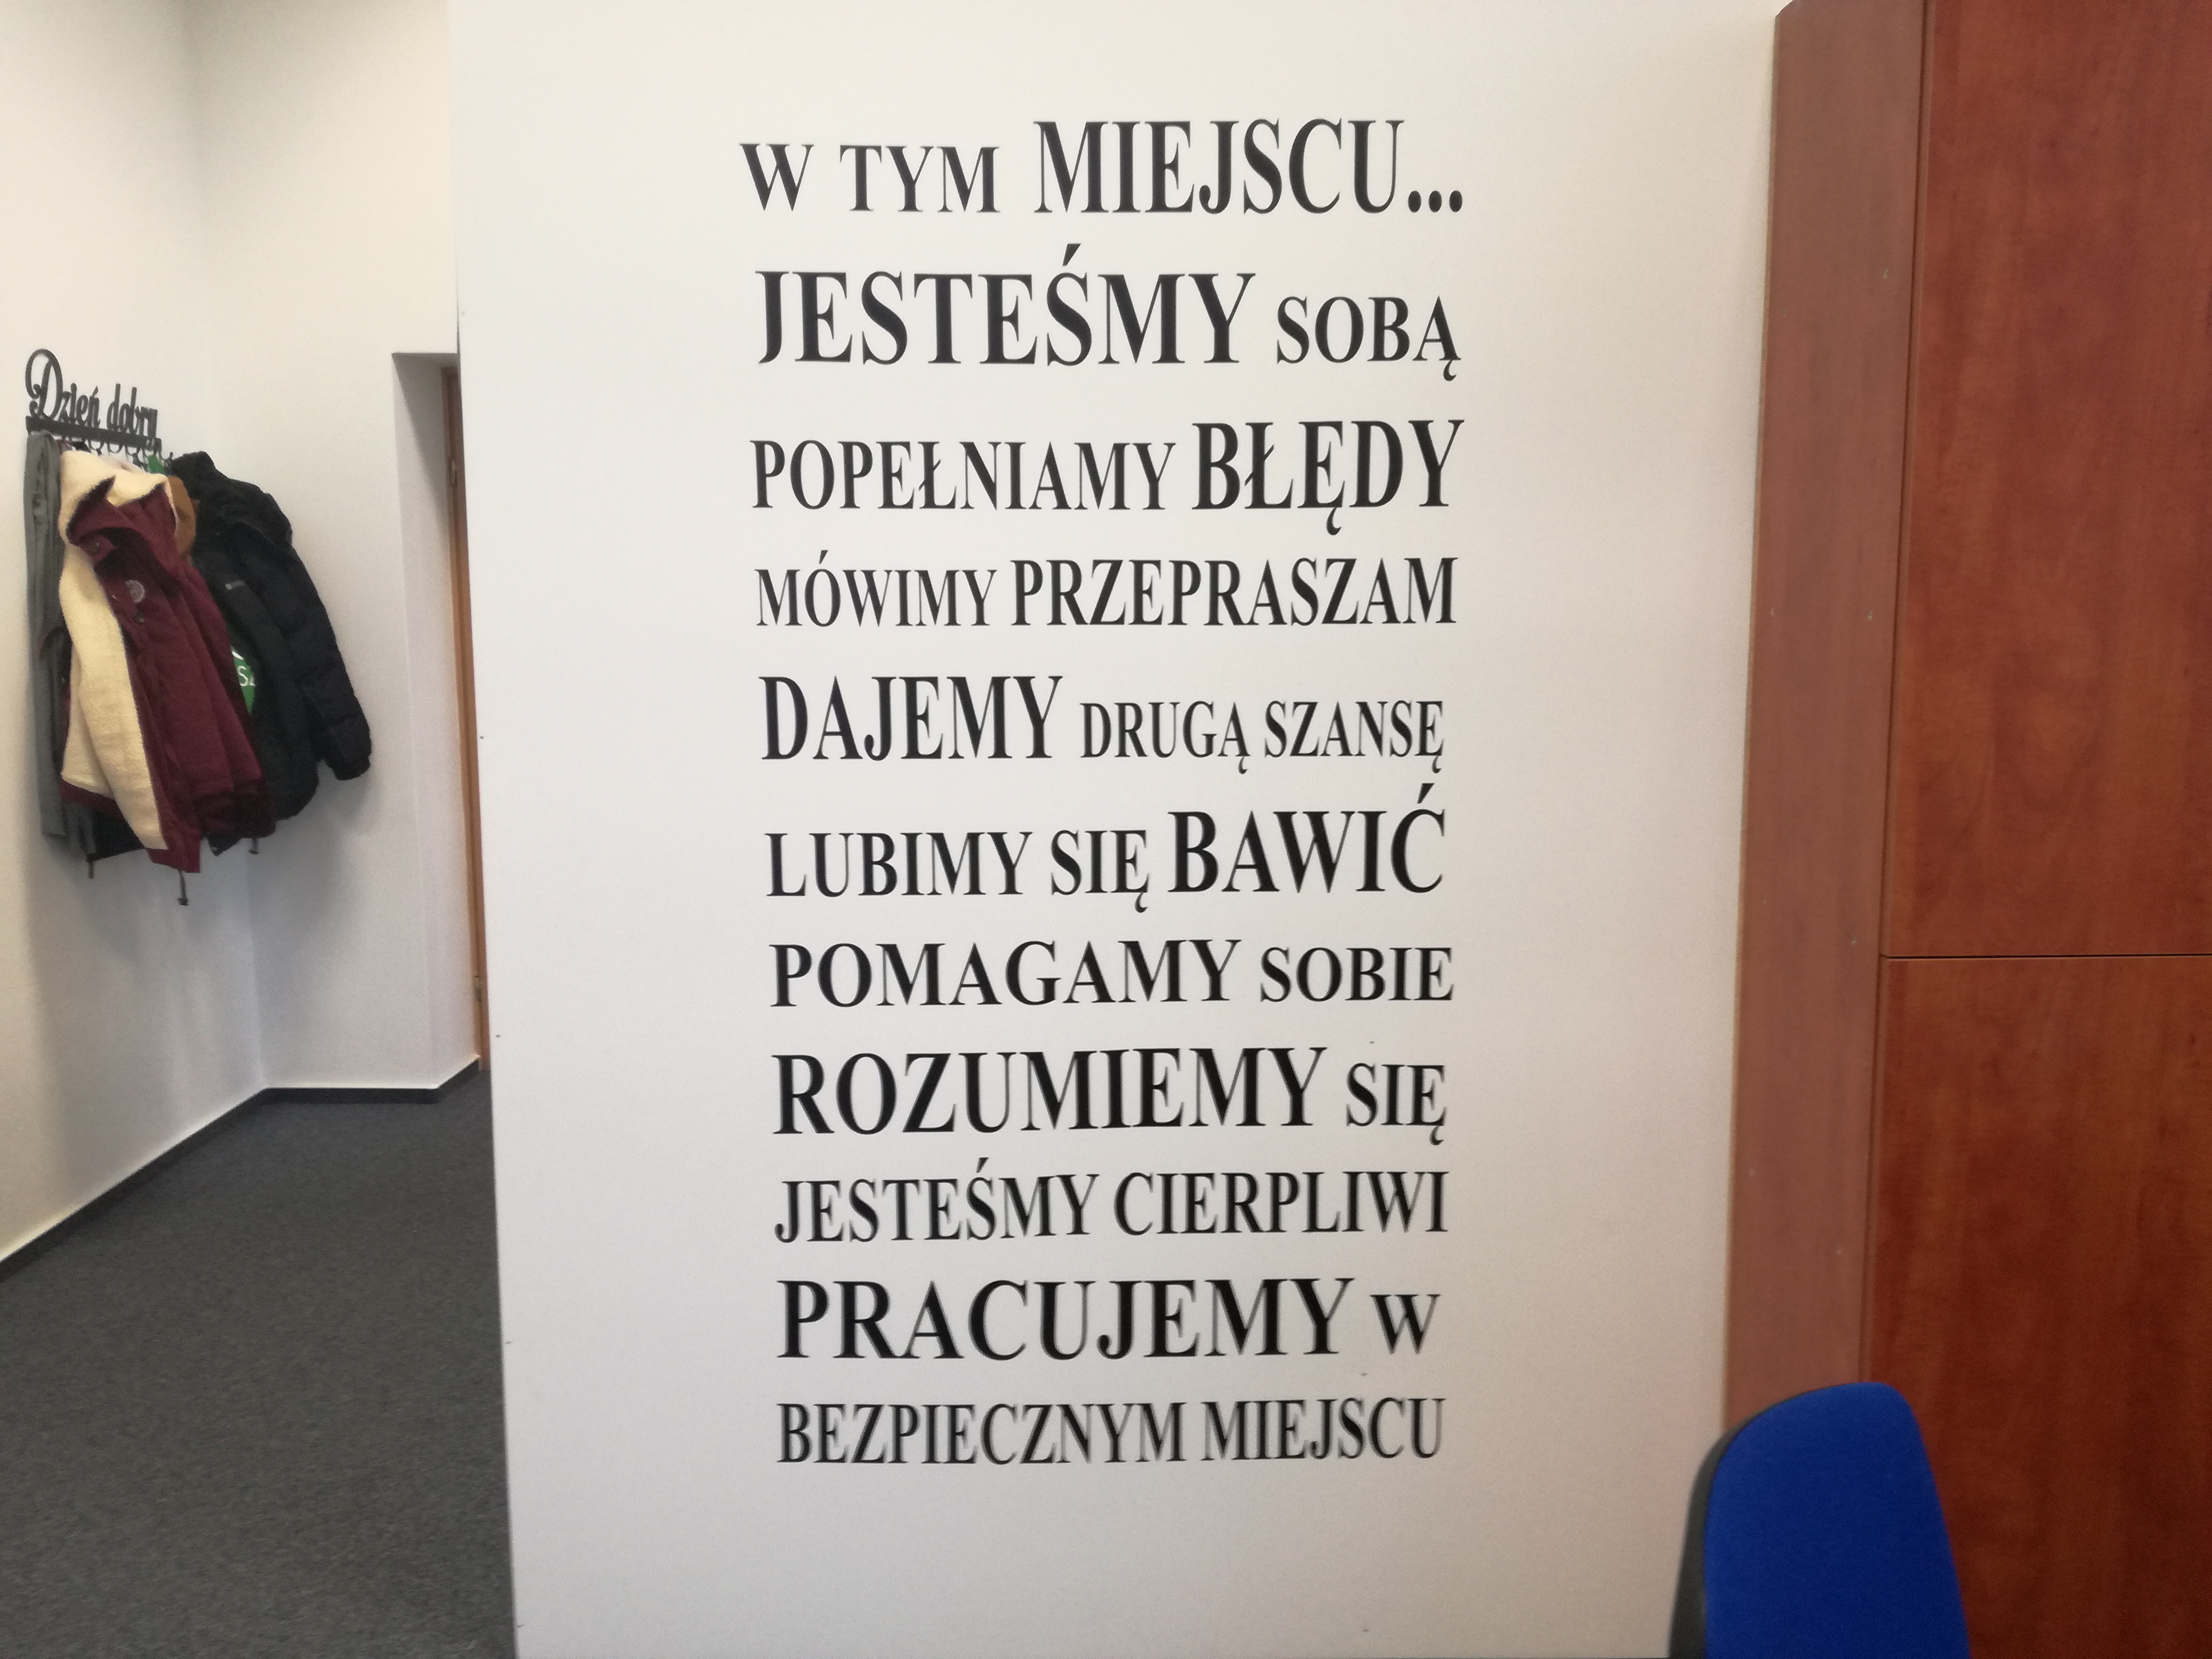 Dzień dobry
W TYM MIEJSCU...
JESTEŚMY SOBĄ
POPEŁNIAMY BŁĘDY
MÓWIMY PRZEPRASZAM
DAJEMY DRUGĄ SZANSĘ
LUBIMY SIĘ BAWIĆ
POMAGAMY SOBIE
ROZUMIEMY SIĘ
JESTEŚMY CIERPLIWI
PRACUJEMY W
BEZPIECZNYM MIEJSCU